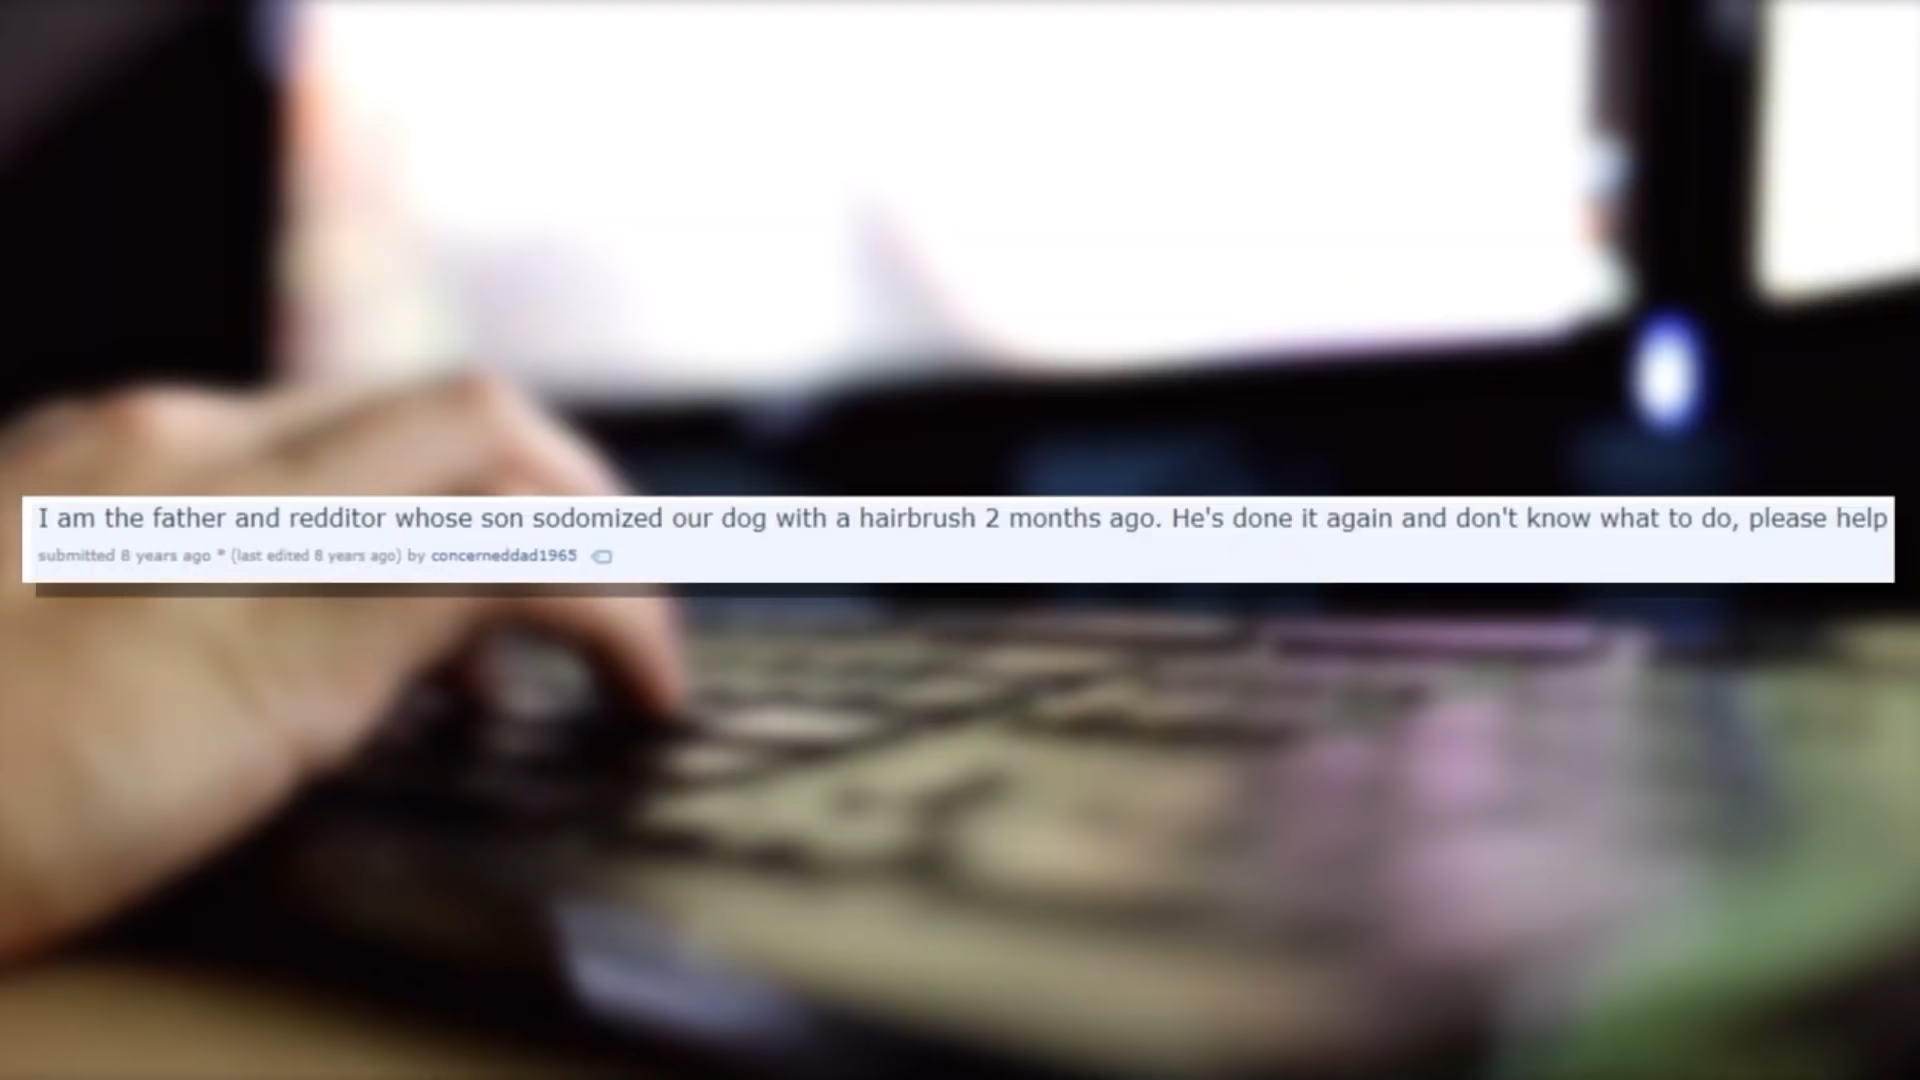 I am the father and redditor whose son sodomized our dog with a hairbrush 2 months ago. He's done it again and don't know what to do, please help
submitted 8 years ago * (last edited 8 years ago) by concerneddad1965